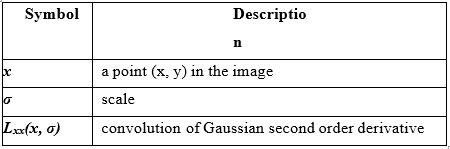 Symbol Descriptio
n
x a point (x, y) in the image
σ scale
Lxx(x, σ) convolution of Gaussian second order derivative